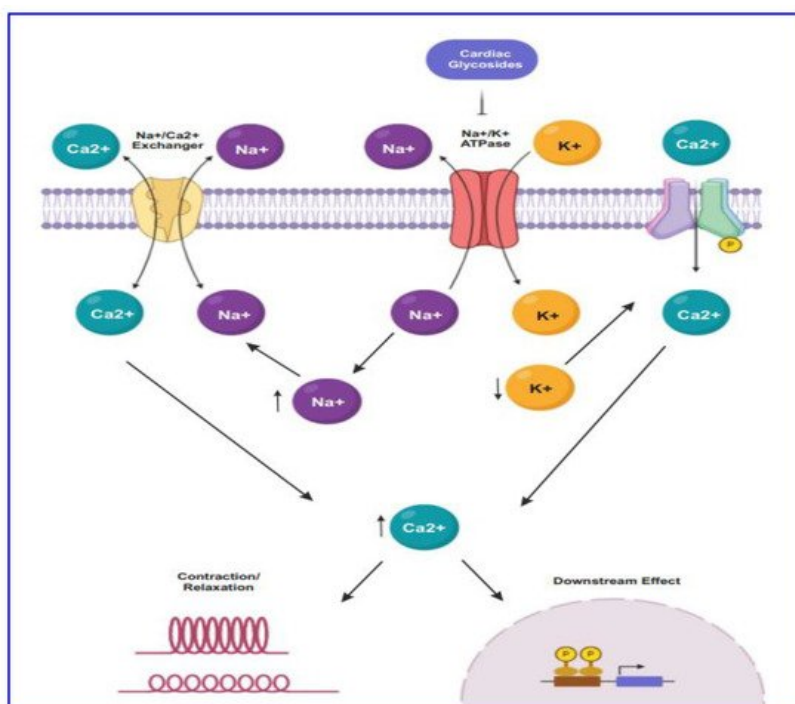 Cardiac
Glycosides
Ca2+
Na+/Ca2+
Exchanger
Na+
Na+
Na+/K+
ATPase
K+
Ca2+
P
Ca2+
Na+
Na+
K+
Ca2+
Na+
K+
Ca2+
Contraction/
Relaxation
Downstream Effect
P P